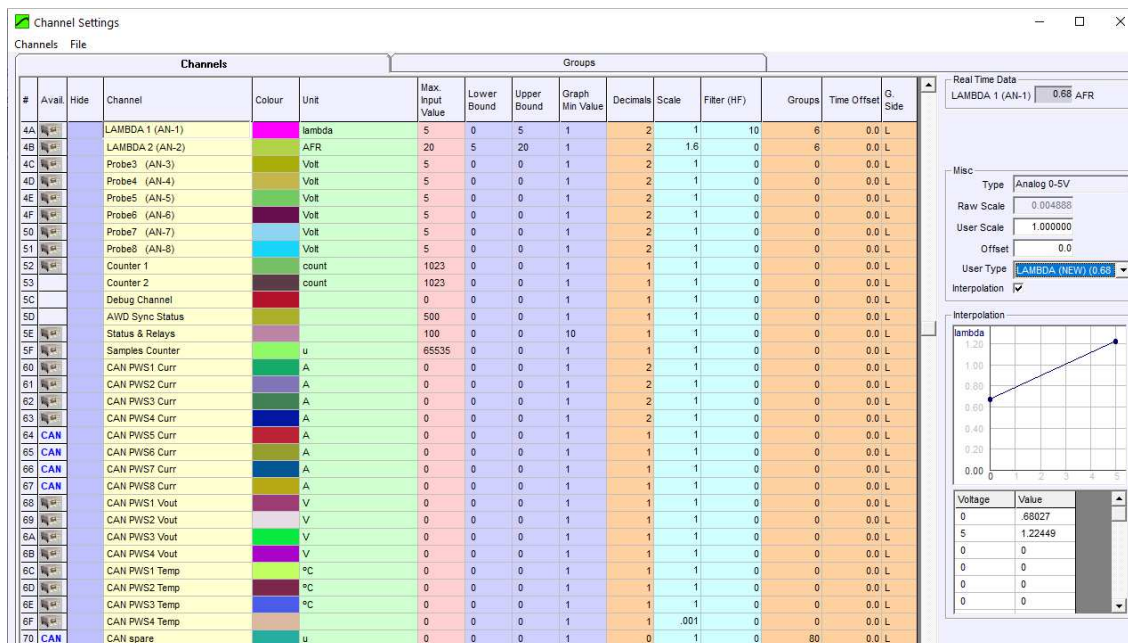 Channel Settings
Channels File
Channels Groups
# Avail. Hide Channel Colour Unit Max. Input Value Lower Bound Upper Bound Graph Min Value Decimals Scale Filter (HF) Groups Time Offset G. Side
4A LAMBDA 1 (AN-1) lambda 5 0 5 1 2 1 10 6 0.0 L
4B LAMBDA 2 (AN-2) AFR 20 5 20 1 2 1.6 0 6 0.0 L
4C Probe3 (AN-3) Volt 5 0 0 1 2 1 0 0 0.0 L
4D Probe4 (AN-4) Volt 5 0 0 1 2 1 0 0 0.0 L
4E Probe5 (AN-5) Volt 5 0 0 1 2 1 0 0 0.0 L
4F Probe6 (AN-6) Volt 5 0 0 1 2 1 0 0 0.0 L
50 Probe7 (AN-7) Volt 5 0 0 1 2 1 0 0 0.0 L
51 Probe8 (AN-8) Volt 5 0 0 1 2 1 0 0 0.0 L
52 Counter 1 count 1023 0 0 1 1 1 0 0 0.0 L
53 Counter 2 count 1023 0 0 1 1 1 0 0 0.0 L
5C Debug Channel 0 0 0 1 1 1 0 0 0.0 L
5D AWD Sync Status 500 0 0 1 1 1 0 0 0.0 L
5E Status & Relays 100 0 0 10 1 1 0 0 0.0 L
5F Samples Counter u 65535 0 0 1 1 1 0 0 0.0 L
60 CAN PWS1 Curr A 0 0 0 1 2 1 0 0 0.0 L
61 CAN PWS2 Curr A 0 0 0 1 2 1 0 0 0.0 L
62 CAN PWS3 Curr A 0 0 0 1 2 1 0 0 0.0 L
63 CAN PWS4 Curr A 0 0 0 1 2 1 0 0 0.0 L
64 CAN CAN PWS5 Curr A 0 0 0 1 1 1 0 0 0.0 L
65 CAN CAN PWS6 Curr A 0 0 0 1 1 1 0 0 0.0 L
66 CAN CAN PWS7 Curr A 0 0 0 1 1 1 0 0 0.0 L
67 CAN CAN PWS8 Curr A 0 0 0 1 1 1 0 0 0.0 L
68 CAN PWS1 Vout V 0 0 0 1 1 1 0 0 0.0 L
69 CAN PWS2 Vout V 0 0 0 1 1 1 0 0 0.0 L
6A CAN PWS3 Vout V 0 0 0 1 1 1 0 0 0.0 L
6B CAN PWS4 Vout V 0 0 0 1 1 1 0 0 0.0 L
6C CAN PWS1 Temp ºC 0 0 0 1 1 1 0 0 0.0 L
6D CAN PWS2 Temp ºC 0 0 0 1 1 1 0 0 0.0 L
6E CAN PWS3 Temp ºC 0 0 0 1 1 1 0 0 0.0 L
6F CAN PWS4 Temp 0 0 0 1 1 .001 0 0 0.0 L
70 CAN CAN spare u 0 0 0 1 0 1 0 80 0.0 L
Real Time Data
LAMBDA 1 (AN-1) 0.68 AFR
Misc
Type Analog 0-5V
Raw Scale 0.004888
User Scale 1.000000
Offset 0.0
User Type LAMBDA (NEW) (0.68
Interpolation
Interpolation
lambda
1.20
1.00
0.80
0.60
0.40
0.20
0.00
0 1 2 3 4 5
Voltage Value
0 .68027
5 1.22449
0 0
0 0
0 0
0 0